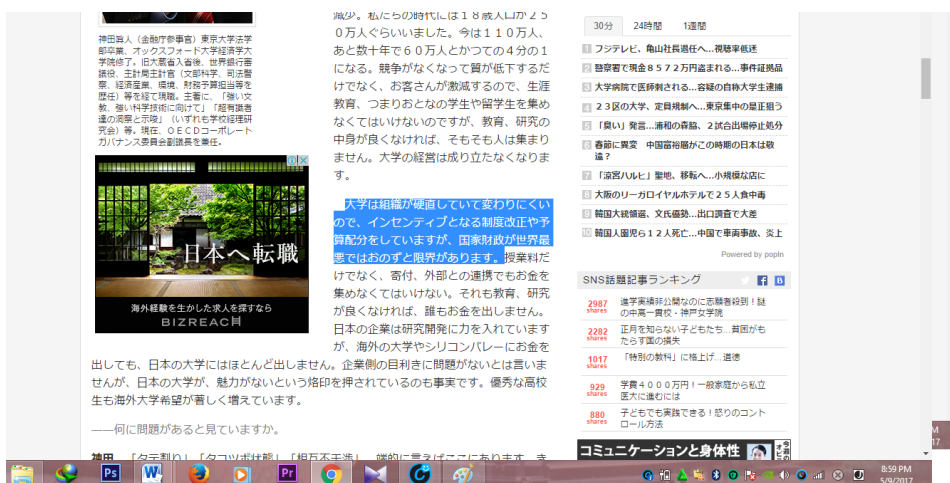 減少。私たちの時代には１８歳人口が２５
０万人ぐらいいました。今は１１０万人、
あと数十年で６０万人とかつての４分の１
になる。競争がなくなって質が低下するだ
けでなく、お客さんが激減するので、生涯
教育、つまりおとなの学生や留学生を集め
なくてはいけないのですが、教育、研究の
中身が良くなければ、そもそも人は集まり
ません。大学の経営は成り立たなくなりま
す。
神田眞人（金融庁参事官）東京大学法学
部卒業、オックスフォード大学経済学大
学院修了。旧大蔵省入省後、世界銀行審
議役、主計局主計官（文部科学、司法警
察、経済産業、環境、財務予算担当等を
歴任）等を経て現職。主著に、「強い文
教、強い科学技術に向けて」「超有識者
達の洞察と示唆」（いずれも学校経理研
究会）等。現在、ＯＥＣＤコーポレート
ガバナンス委員会副議長を兼任。
日本へ転職
海外経験を生かした求人を探すなら
BIZREACH
大学は組織が硬直していて変わりにくい
ので、インセンティブとなる制度改正や予
算配分をしていますが、国家財政が世界最
悪ではおのずと限界があります。授業料だ
けでなく、寄付、外部との連携でもお金を
集めなくてはいけない。それも教育、研究
が良くなければ、誰もお金を出しません。
日本の企業は研究開発に力を入れています
が、海外の大学やシリコンバレーにお金を
出しても、日本の大学にはほとんど出しません。企業側の目利きに問題がないとは言いま
せんが、日本の大学が、魅力がないという烙印を押されているのも事実です。優秀な高校
生も海外大学希望が著しく増えています。
――何に問題があると見ていますか。
神田 「タテ割り」「タコツボ状態」「相互不干渉」。端的に言えばここにあります。
30分 24時間 1週間
1 フジテレビ、亀山社長退任へ…視聴率低迷
2 警察署で現金８５７２万円盗まれる…事件証拠品
3 大学病院で医師刺される…容疑の自称大学生逮捕
4 ２３区の大学、定員規制へ…東京集中の是正狙う
5 「臭い」発言…浦和の森脇、２試合出場停止処分
6 春節に異変 中国富裕層がこの時期の日本は敬
遠？
7 「涼宮ハルヒ」聖地、移転へ…小規模な店に
8 大阪のリーガロイヤルホテルで２５人食中毒
9 韓国大統領選、文氏優勢…出口調査で大差
10 韓国人園児ら１２人死亡…中国で車両事故、炎上
Powered by popIn
SNS話題記事ランキング
2987 shares 進学実績非公開なのに志願者殺到！謎
の中高一貫校・神戸女学院
2282 shares 正月を知らない子どもたち…貧困がも
たらす国の損失
1017 shares 「特別の教科」に格上げ…道徳
929 shares 学費４０００万円！一般家庭から私立
医大に進むには
880 shares 子どもでも実践できる！怒りのコント
ロール方法
コミュニケーションと身体性
Ps W Pr
8:59 PM
5/9/2017